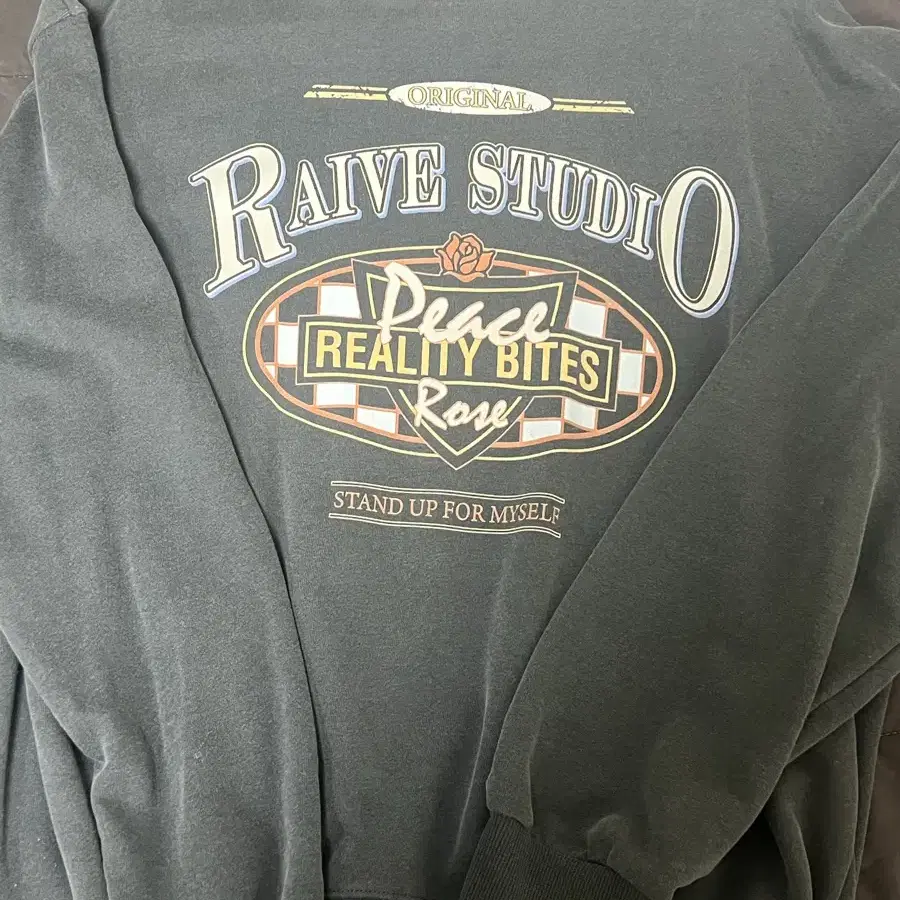 ORIGINAL
RAIVE STUDIO
Peace
REALITY BITES
Rose
STAND UP FOR MYSELF